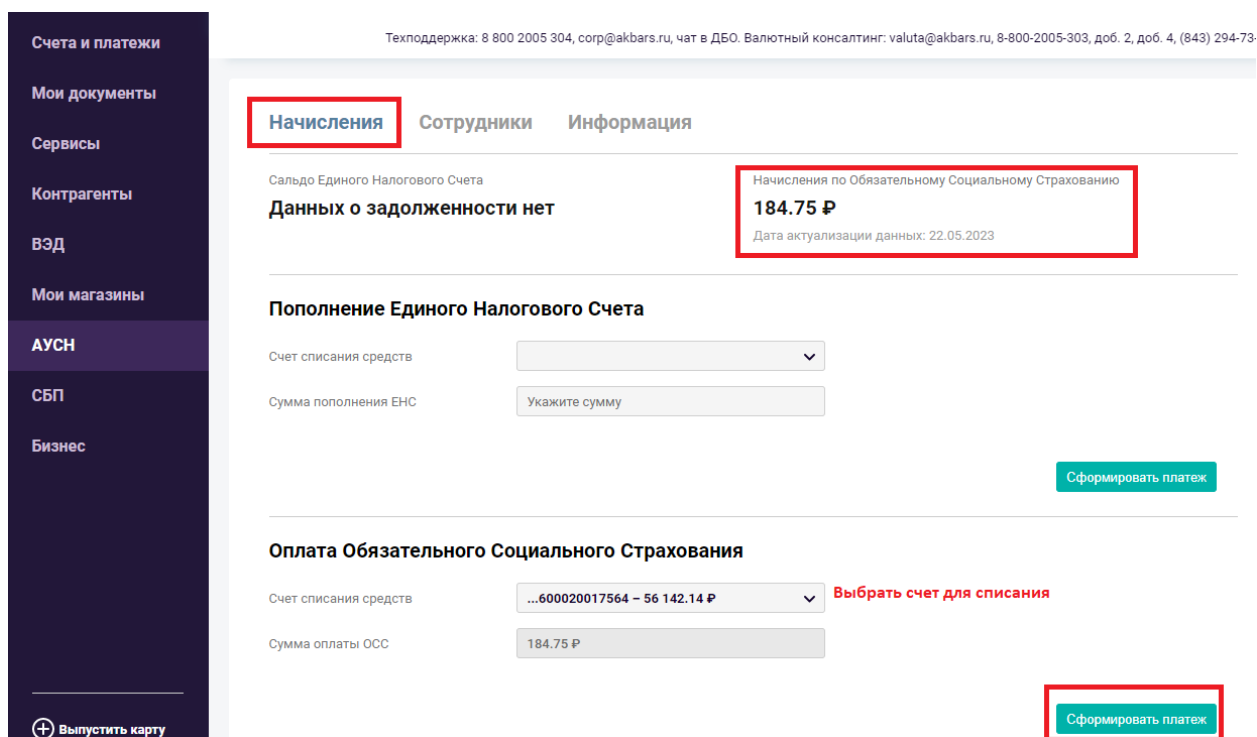 Счета и платежи
Мои документы
Сервисы
Контрагенты
ВЭД
Мои магазины
АУСН
СБП
Бизнес
Выпустить карту
Техподдержка: 8 800 2005 304, corp@akbars.ru, чат в ДБО. Валютный консалтинг: valuta@akbars.ru, 8-800-2005-303, доб. 2, доб. 4, (843) 294-73-
Начисления Сотрудники Информация
Сальдо Единого Налогового Счета
Данных о задолженности нет
Начисления по Обязательному Социальному Страхованию
184.75 ₽
Дата актуализации данных: 22.05.2023
Пополнение Единого Налогового Счета
Счет списания средств
Сумма пополнения ЕНС Укажите сумму
Сформировать платеж
Оплата Обязательного Социального Страхования
Счет списания средств ...600020017564 – 56 142.14 ₽ Выбрать счет для списания
Сумма оплаты ОСС 184.75 ₽
Сформировать платеж